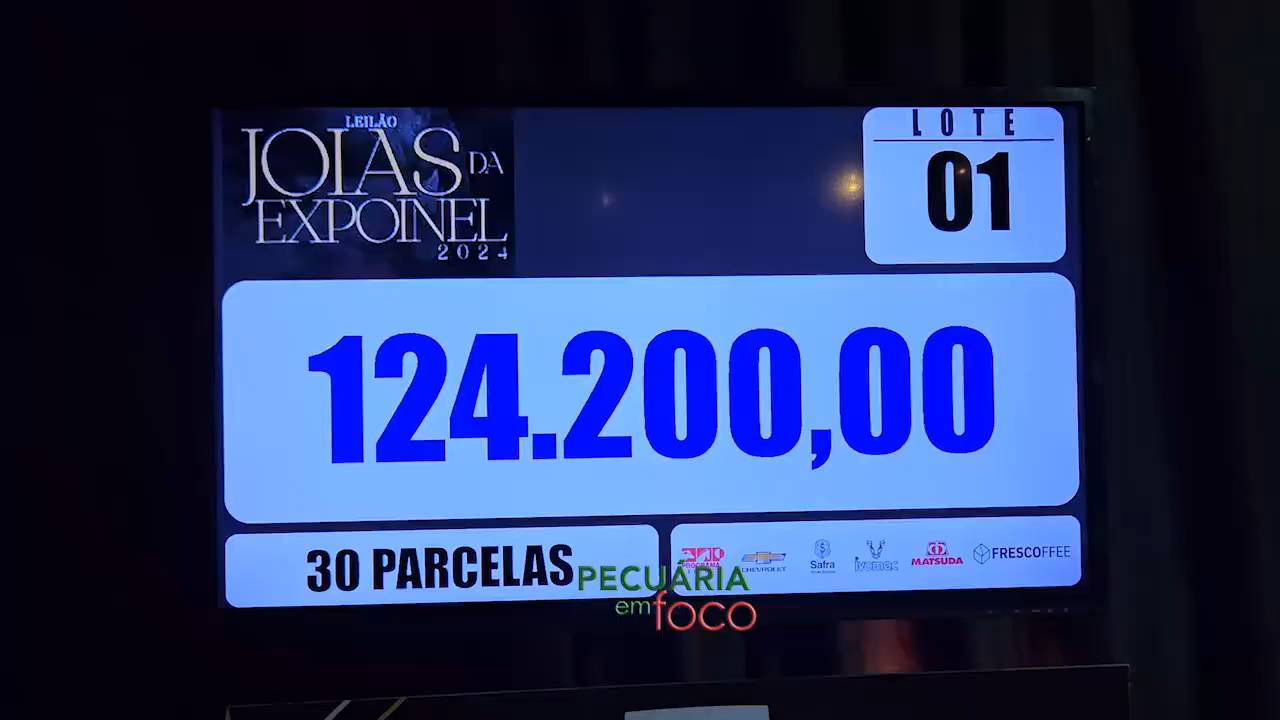 LEILÃO
JOIAS DA
EXPOINEL
2024
LOTE
01
124.200,00
30 PARCELAS
PROGRAMA
CHEVROLET
Safra
ivomec
MATSUDA
FRESCOFFEE
PECUÁRIA
em foco